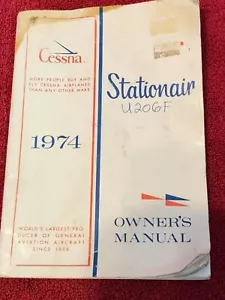 Cessna
MORE PEOPLE BUY AND
FLY CESSNA AIRPLANES
THAN ANY OTHER MAKE
1974
WORLD'S LARGEST PRO-
DUCER OF GENERAL
AVIATION AIRCRAFT
SINCE 1956
Stationair
U206F
OWNER'S
MANUAL